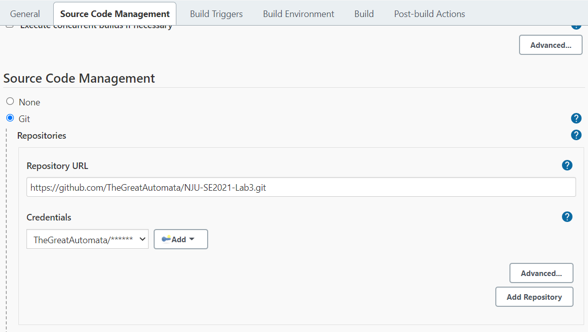 General Source Code Management Build Triggers Build Environment Build Post-build Actions
Execute concurrent builds if necessary
Advanced...
Source Code Management
None
Git
Repositories
Repository URL
https://github.com/TheGreatAutomata/NJU-SE2021-Lab3.git
Credentials
TheGreatAutomata/******
Add
Advanced...
Add Repository